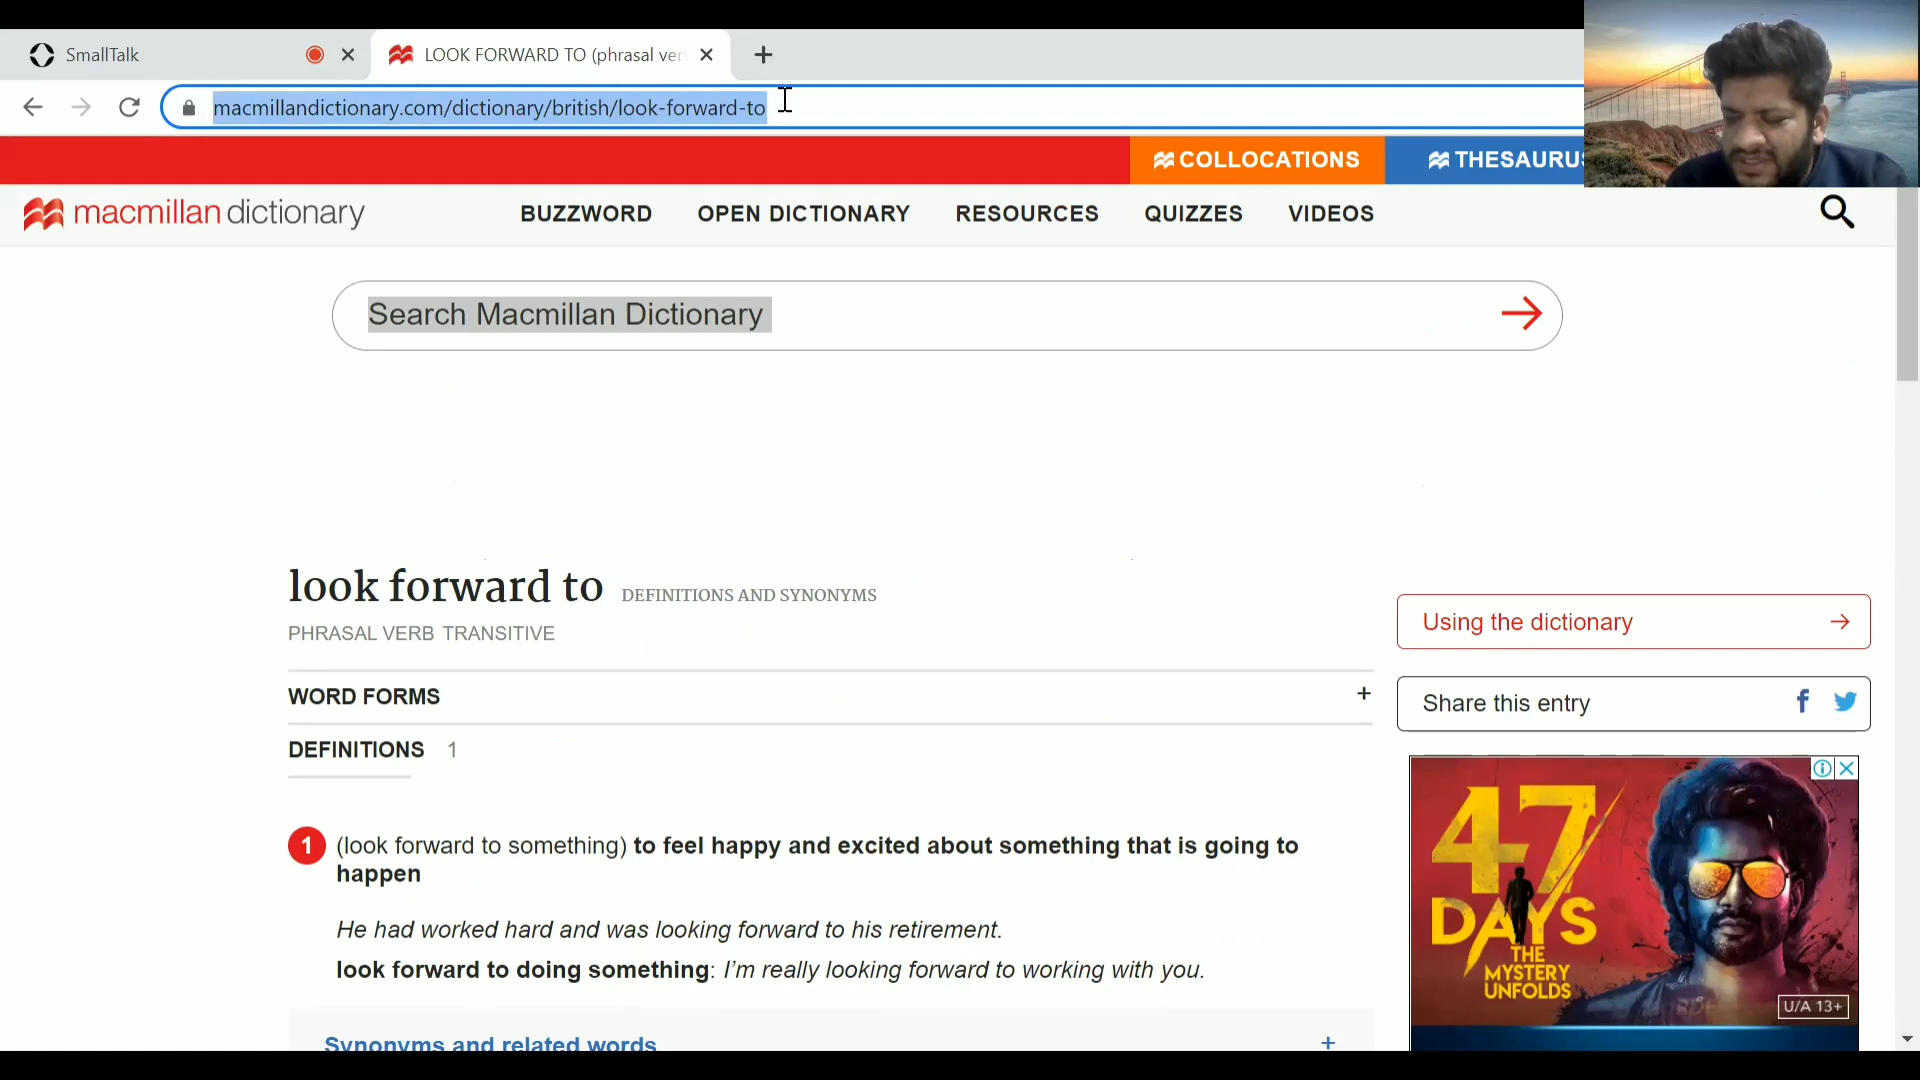 SmallTalk
LOOK FORWARD TO (phrasal ver
macmillandictionary.com/dictionary/british/look-forward-to
COLLOCATIONS
THESAURUS
macmillan dictionary
BUZZWORD
OPEN DICTIONARY
RESOURCES
QUIZZES
VIDEOS
Search Macmillan Dictionary
look forward to DEFINITIONS AND SYNONYMS
PHRASAL VERB TRANSITIVE
WORD FORMS +
DEFINITIONS 1
1 (look forward to something) to feel happy and excited about something that is going to
happen
He had worked hard and was looking forward to his retirement.
look forward to doing something: I'm really looking forward to working with you.
Synonyms and related words +
Using the dictionary
Share this entry
47
DAYS
THE
MYSTERY
UNFOLDS
U/A 13+